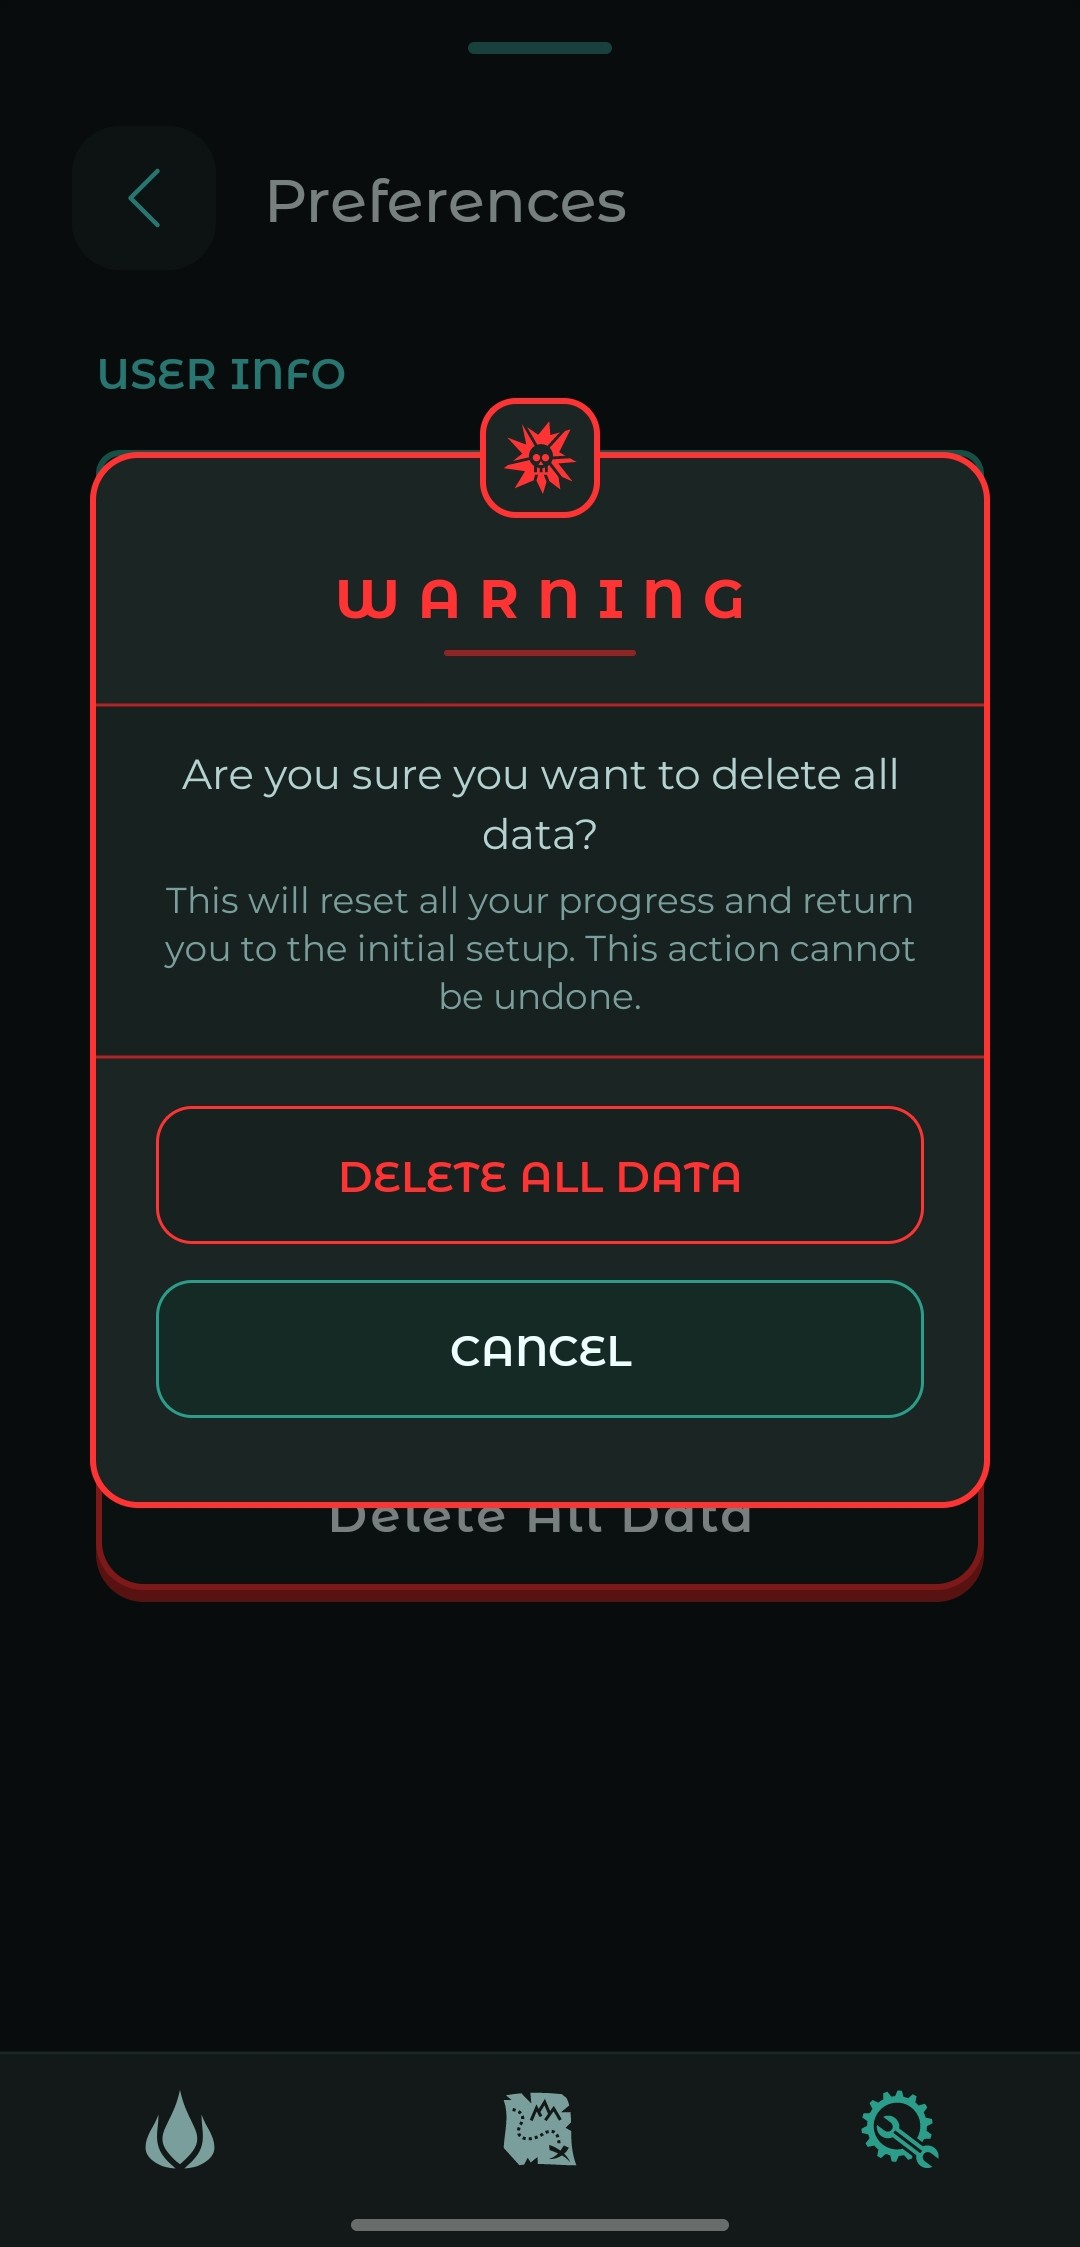 Preferences
USER INFO
WARNING
Are you sure you want to delete all
data?
This will reset all your progress and return
you to the initial setup. This action cannot
be undone.
DELETE ALL DATA
CANCEL
Delete All Data